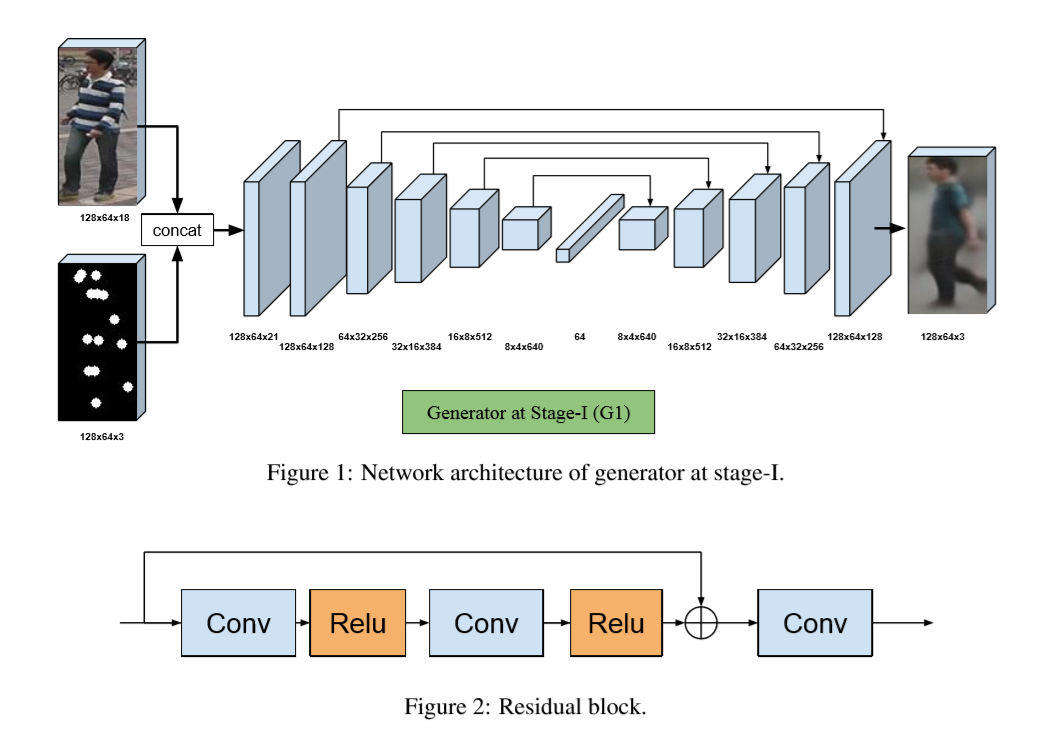 128x64x18
concat
128x64x3
128x64x21
128x64x128
64x32x256
32x16x384
16x8x512
8x4x640
64
8x4x640
16x8x512
32x16x384
64x32x256
128x64x128
128x64x3
Generator at Stage-I (G1)
Figure 1: Network architecture of generator at stage-I.
Conv
Relu
Conv
Relu
Conv
Figure 2: Residual block.